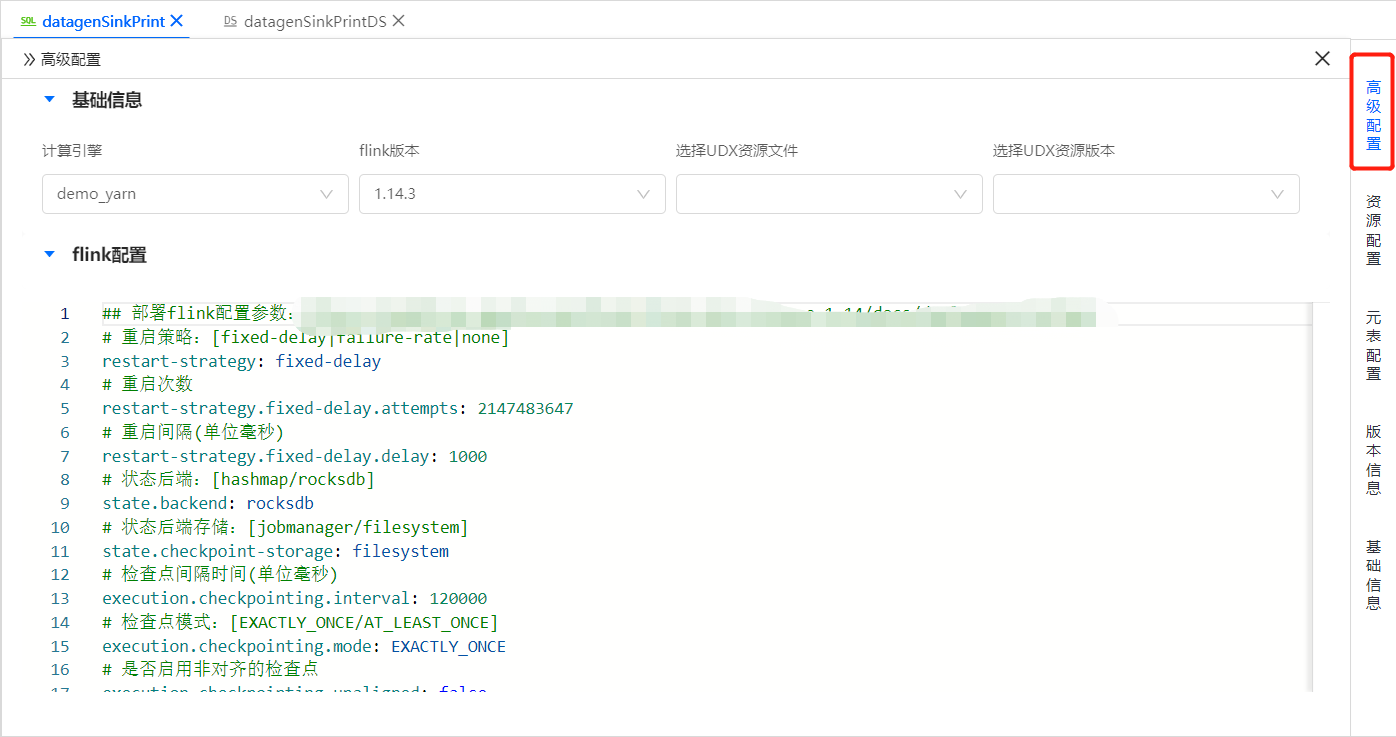 SQL datagenSinkPrint DS datagenSinkPrintDS
高级配置
基础信息
计算引擎 flink版本 选择UDX资源文件 选择UDX资源版本
demo_yarn 1.14.3
flink配置
1 ## 部署flink配置参数:
2 # 重启策略: [fixed-delay|failure-rate|none]
3 restart-strategy: fixed-delay
4 # 重启次数
5 restart-strategy.fixed-delay.attempts: 2147483647
6 # 重启间隔(单位毫秒)
7 restart-strategy.fixed-delay.delay: 1000
8 # 状态后端: [hashmap/rocksdb]
9 state.backend: rocksdb
10 # 状态后端存储: [jobmanager/filesystem]
11 state.checkpoint-storage: filesystem
12 # 检查点间隔时间(单位毫秒)
13 execution.checkpointing.interval: 120000
14 # 检查点模式: [EXACTLY_ONCE/AT_LEAST_ONCE]
15 execution.checkpointing.mode: EXACTLY_ONCE
16 # 是否启用非对齐的检查点
17 execution.checkpointing.unaligned: false
高级配置
资源配置
元表配置
版本信息
基础信息